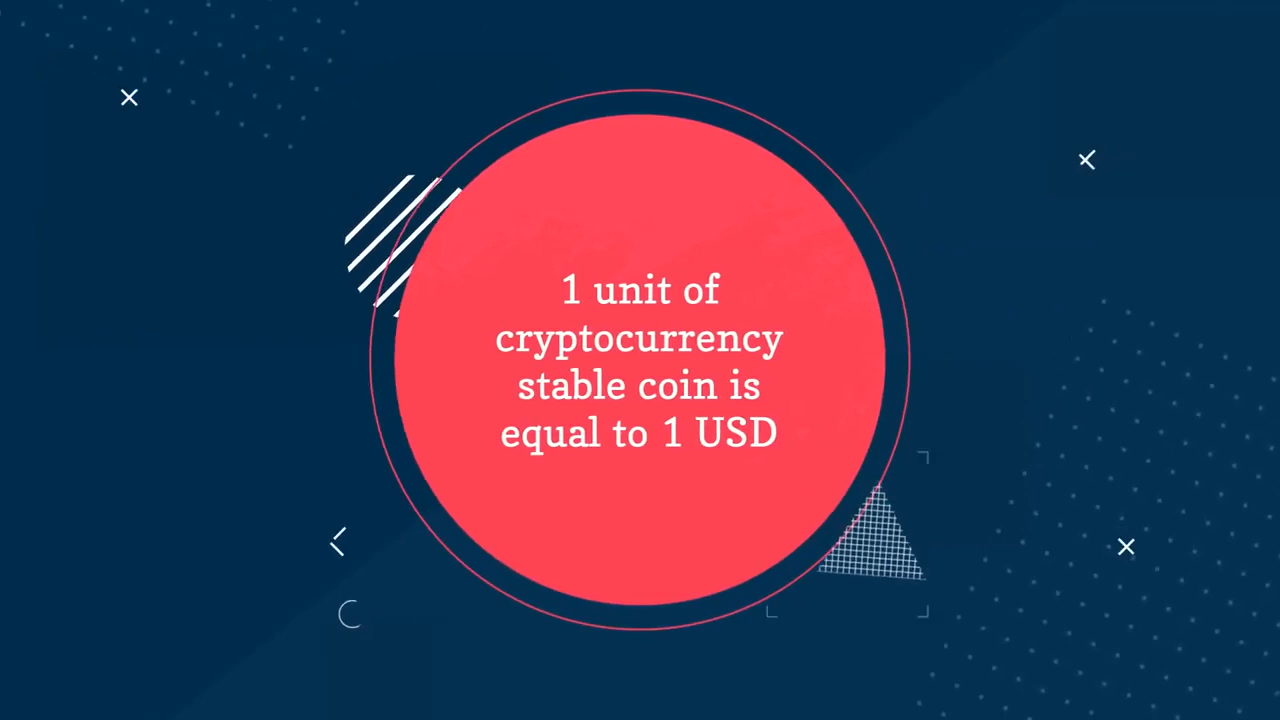 1 unit of
cryptocurrency
stable coin is
equal to 1 USD